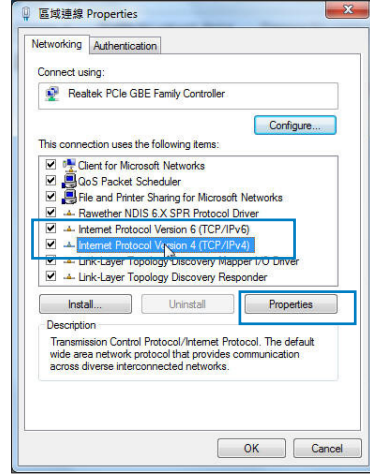 區域連線 Properties
Networking Authentication
Connect using:
Realtek PCIe GBE Family Controller
Configure...
This connection uses the following items:
Client for Microsoft Networks
QoS Packet Scheduler
File and Printer Sharing for Microsoft Networks
Rawether NDIS 6.X SPR Protocol Driver
Internet Protocol Version 6 (TCP/IPv6)
Internet Protocol Version 4 (TCP/IPv4)
Link-Layer Topology Discovery Mapper I/O Driver
Link-Layer Topology Discovery Responder
Install... Uninstall Properties
Description
Transmission Control Protocol/Internet Protocol. The default
wide area network protocol that provides communication
across diverse interconnected networks.
OK Cancel